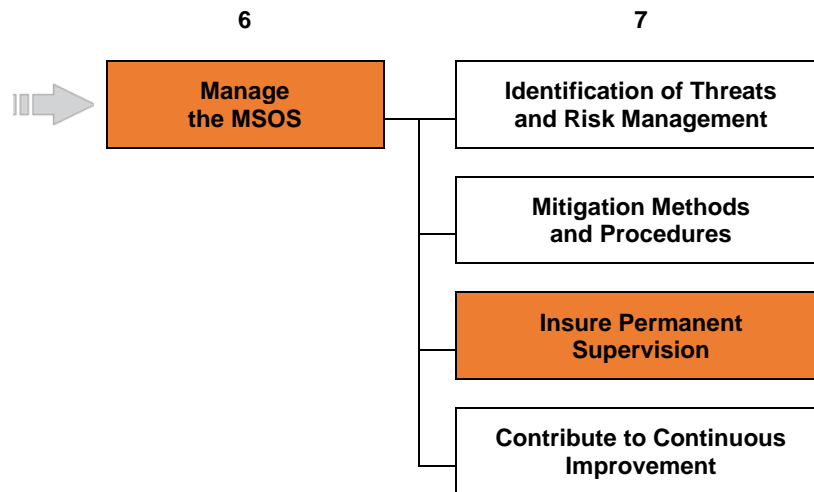 6
7
Manage
the MSOS
Identification of Threats
and Risk Management
Mitigation Methods
and Procedures
Insure Permanent
Supervision
Contribute to Continuous
Improvement